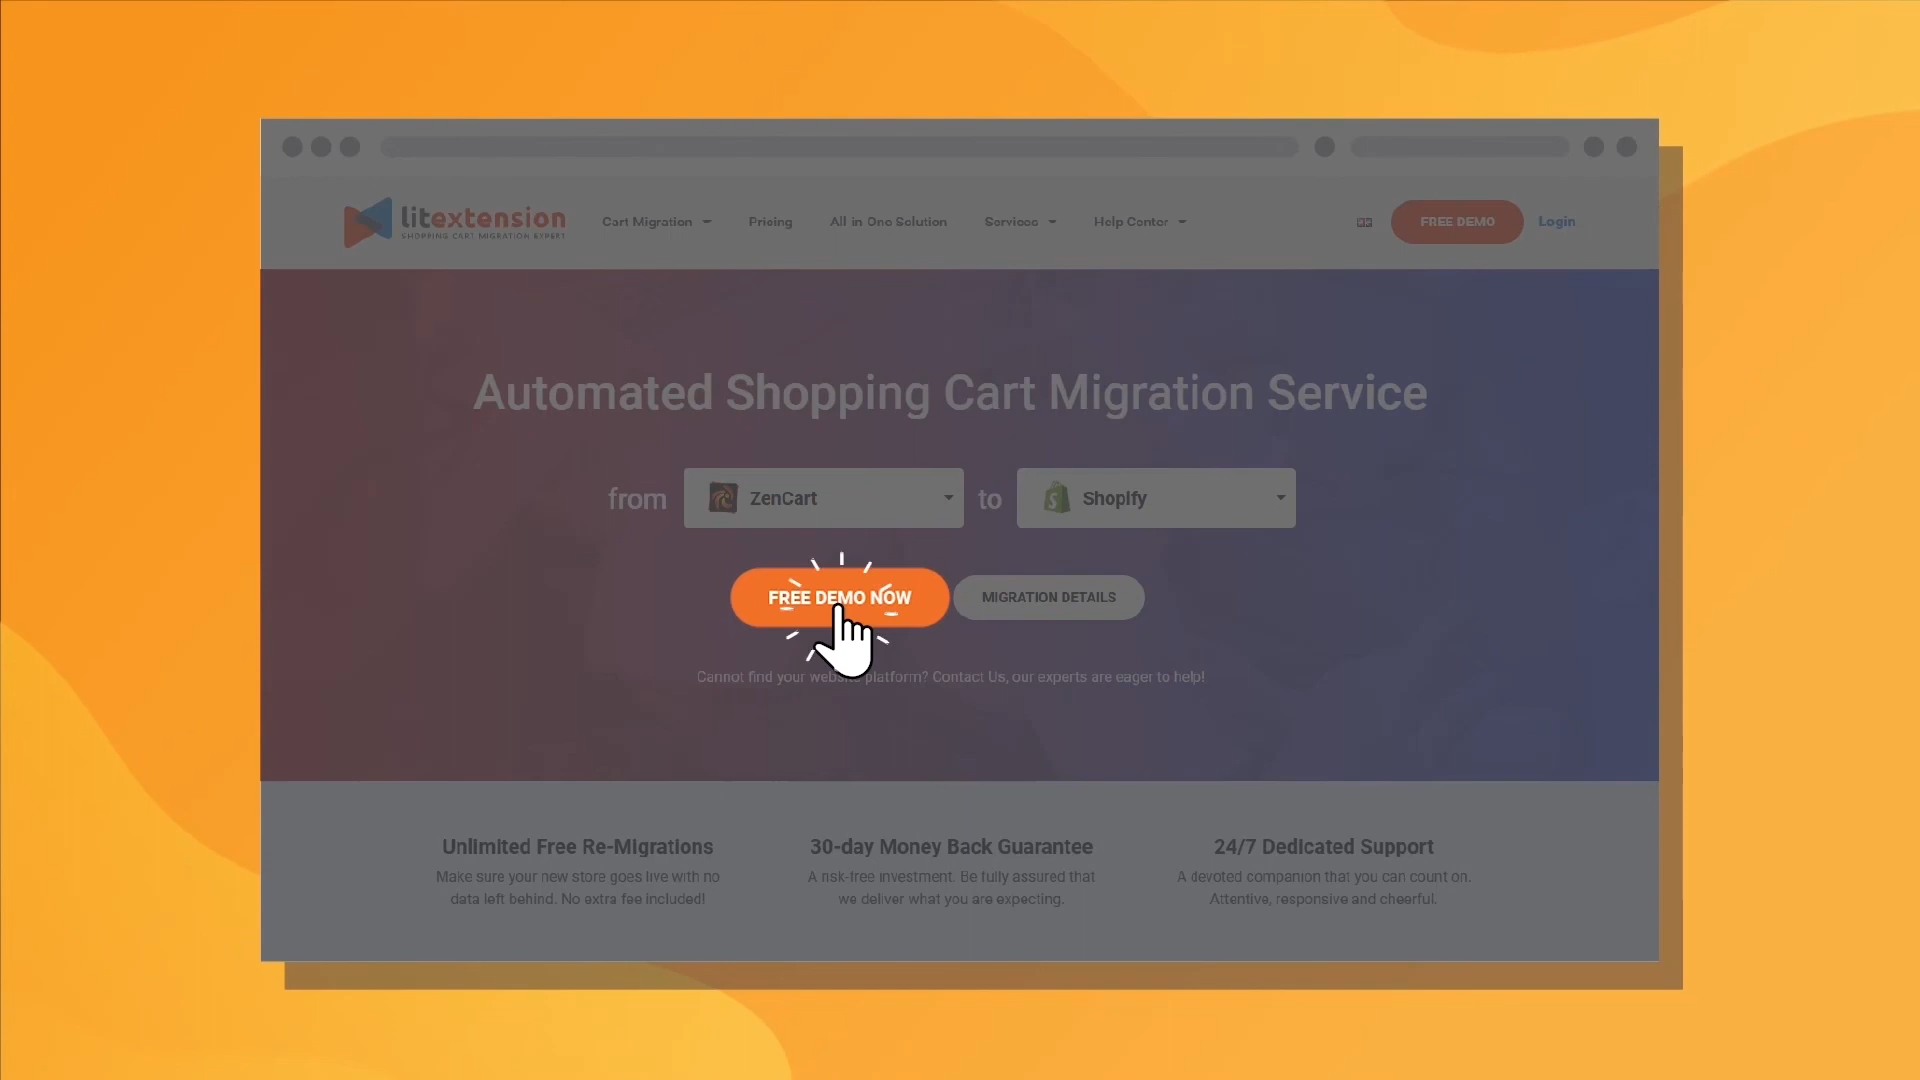 litextension
SHOPPING CART MIGRATION EXPERT
Cart Migration
Pricing
All-in-One Solution
Services
Help Center
FREE DEMO
Login
Automated Shopping Cart Migration Service
from
ZenCart
to
Shopify
FREE DEMO NOW
MIGRATION DETAILS
Cannot find your website platform? Contact Us, our experts are eager to help!
Unlimited Free Re-Migrations
Make sure your new store goes live with no
data left behind. No extra fee included!
30-day Money Back Guarantee
A risk-free investment. Be fully assured that
we deliver what you are expecting.
24/7 Dedicated Support
A devoted companion that you can count on.
Attentive, responsive and cheerful.